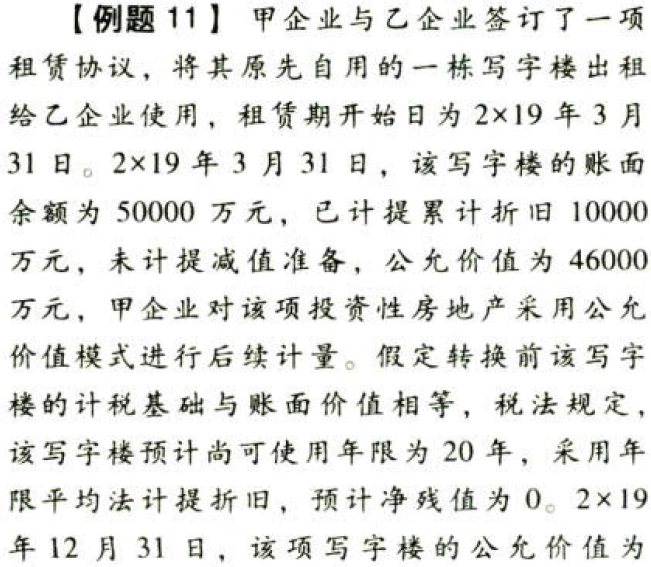 【例题 11】 甲企业与乙企业签订了一项
租赁协议，将其原先自用的一栋写字楼出租
给乙企业使用，租赁期开始日为 2×19 年 3 月
31 日。2×19 年 3 月 31 日，该写字楼的账面
余额为 50000 万元，已计提累计折旧 10000
万元，未计提减值准备，公允价值为 46000
万元，甲企业对该项投资性房地产采用公允
价值模式进行后续计量。假定转换前该写字
楼的计税基础与账面价值相等，税法规定，
该写字楼预计尚可使用年限为 20 年，采用年
限平均法计提折旧，预计净残值为 0。2×19
年 12 月 31 日，该项写字楼的公允价值为